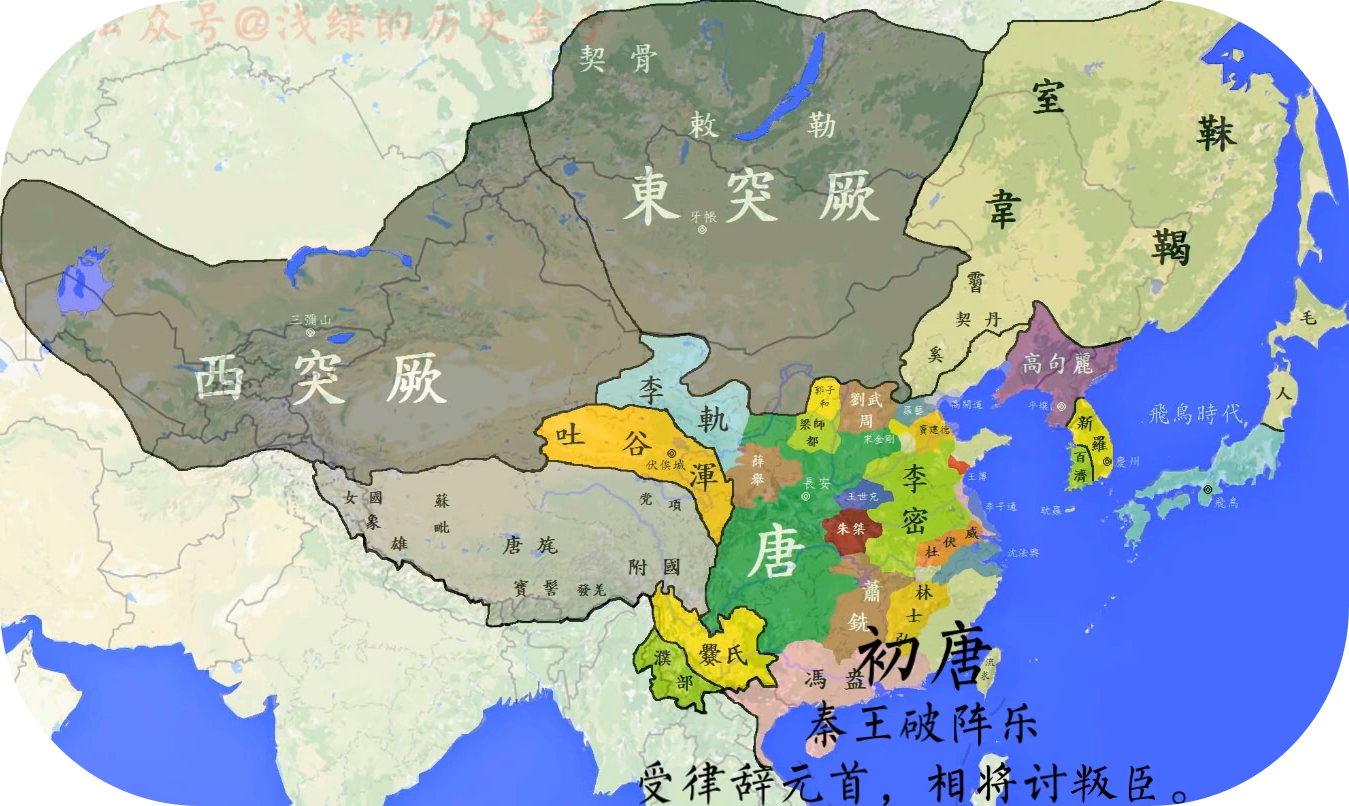 公众号@浅绿的历史盒子
契骨
敕勒
東突厥
牙帳
室韋
靺鞨
霫
契丹
奚
西突厥
三彌山
高句麗
平壤
新羅
百濟
慶州
耽羅
毛人
飛鳥時代
飛鳥
李軌
吐谷渾
伏俟城
党項
女國
象雄
蘇毗
唐旄
附國
寶髻
發羌
郭子和
梁師都
劉武周
宋金剛
羅藝
高開道
竇建德
薛舉
長安
唐
王世充
朱粲
李密
王薄
李子通
杜伏威
沈法興
蕭銑
林士弘
馮盎
流求
濮部
爨氏
初唐
秦王破阵乐
受律辞元首，相将讨叛臣。